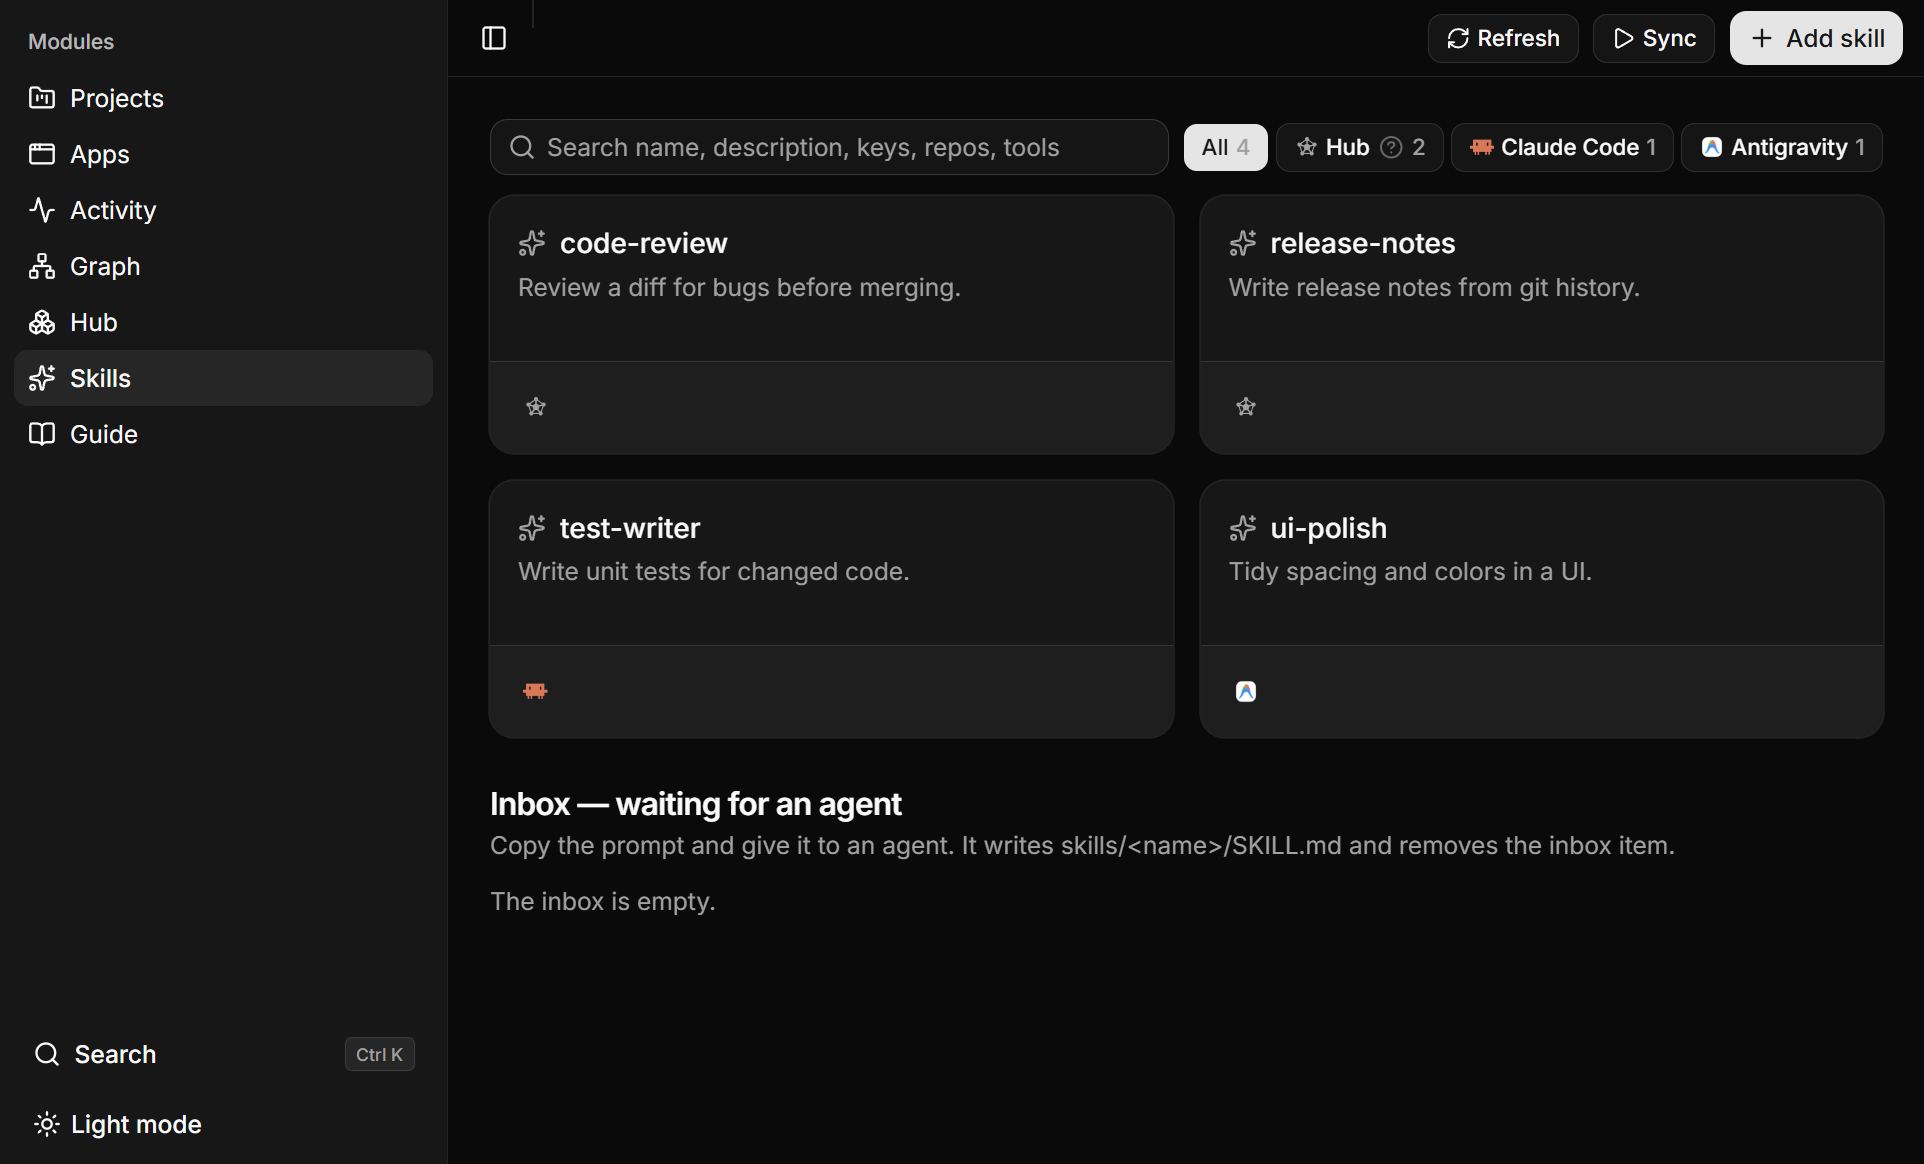 Modules
Projects
Apps
Activity
Graph
Hub
Skills
Guide
Search
Ctrl K
Light mode
Refresh
Sync
Add skill
Search name, description, keys, repos, tools
All 4
Hub 2
Claude Code 1
Antigravity 1
code-review
Review a diff for bugs before merging.
release-notes
Write release notes from git history.
test-writer
Write unit tests for changed code.
ui-polish
Tidy spacing and colors in a UI.
Inbox — waiting for an agent
Copy the prompt and give it to an agent. It writes skills/<name>/SKILL.md and removes the inbox item.
The inbox is empty.